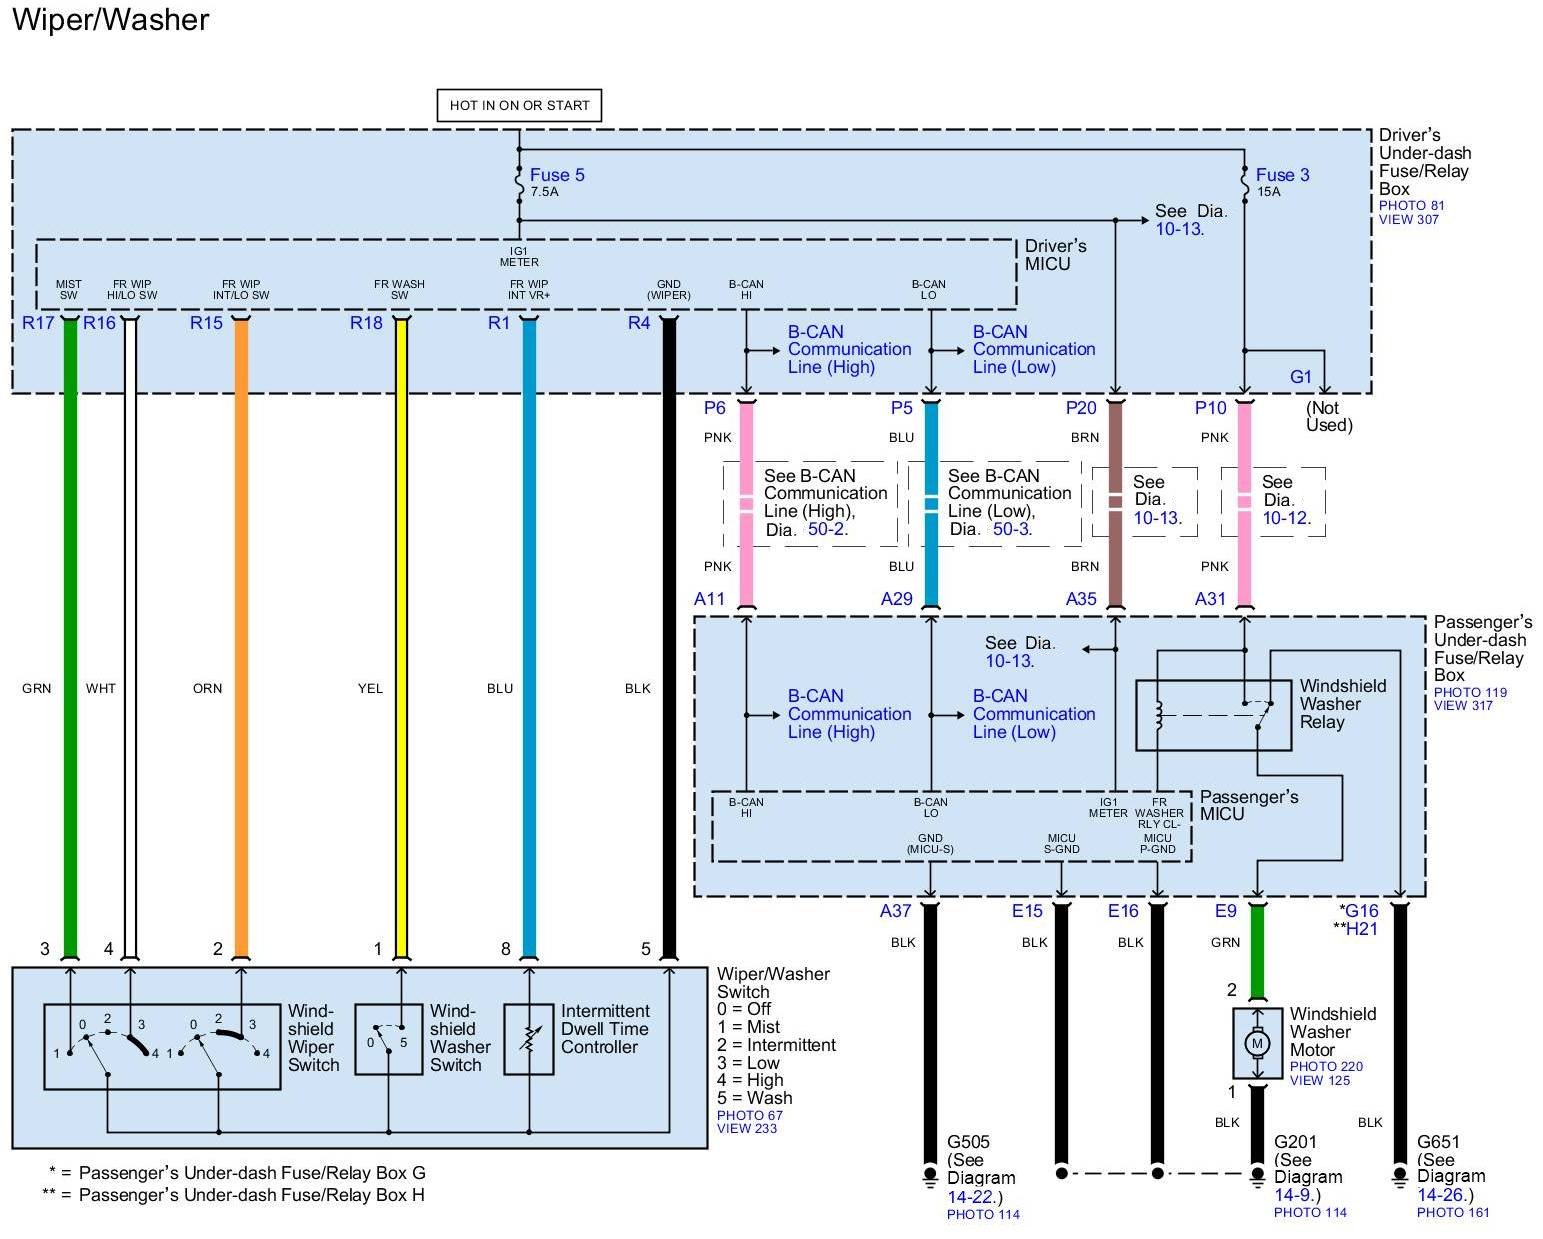 Wiper/Washer
HOT IN ON OR START
Driver's
Under-dash
Fuse/Relay
Box
PHOTO 81
VIEW 307
Fuse 5
7.5A
Fuse 3
15A
See Dia.
10-13.
Driver's
MICU
IG1
METER
MIST
SW
FR WIP
HI/LO SW
FR WIP
INT/LO SW
FR WASH
SW
FR WIP
INT VR+
GND
(WIPER)
B-CAN
HI
B-CAN
LO
R17
R16
R15
R18
R1
R4
B-CAN
Communication
Line (High)
B-CAN
Communication
Line (Low)
G1
(Not
Used)
P6
P5
P20
P10
PNK
BLU
BRN
PNK
See B-CAN
Communication
Line (High),
Dia. 50-2.
See B-CAN
Communication
Line (Low),
Dia. 50-3.
See
Dia.
10-13.
See
Dia.
10-12.
PNK
BLU
BRN
PNK
A11
A29
A35
A31
Passenger's
Under-dash
Fuse/Relay
Box
PHOTO 119
VIEW 317
See Dia.
10-13.
GRN
WHT
ORN
YEL
BLU
BLK
B-CAN
Communication
Line (High)
B-CAN
Communication
Line (Low)
Windshield
Washer
Relay
B-CAN
HI
B-CAN
LO
IG1
METER
FR
WASHER
RLY CL-
Passenger's
MICU
GND
(MICU-S)
MICU
S-GND
MICU
P-GND
A37
E15
E16
E9
*G16
**H21
BLK
BLK
BLK
GRN
3
4
2
1
8
5
2
Wiper/Washer
Switch
0 = Off
1 = Mist
2 = Intermittent
3 = Low
4 = High
5 = Wash
PHOTO 67
VIEW 233
1
0
2
3
4
1
0
2
3
4
Wind-
shield
Wiper
Switch
0
5
Wind-
shield
Washer
Switch
Intermittent
Dwell Time
Controller
M
Windshield
Washer
Motor
PHOTO 220
VIEW 125
1
BLK
BLK
G505
(See
Diagram
14-22.)
PHOTO 114
G201
(See
Diagram
14-9.)
PHOTO 114
G651
(See
Diagram
14-26.)
PHOTO 161
* = Passenger's Under-dash Fuse/Relay Box G
** = Passenger's Under-dash Fuse/Relay Box H